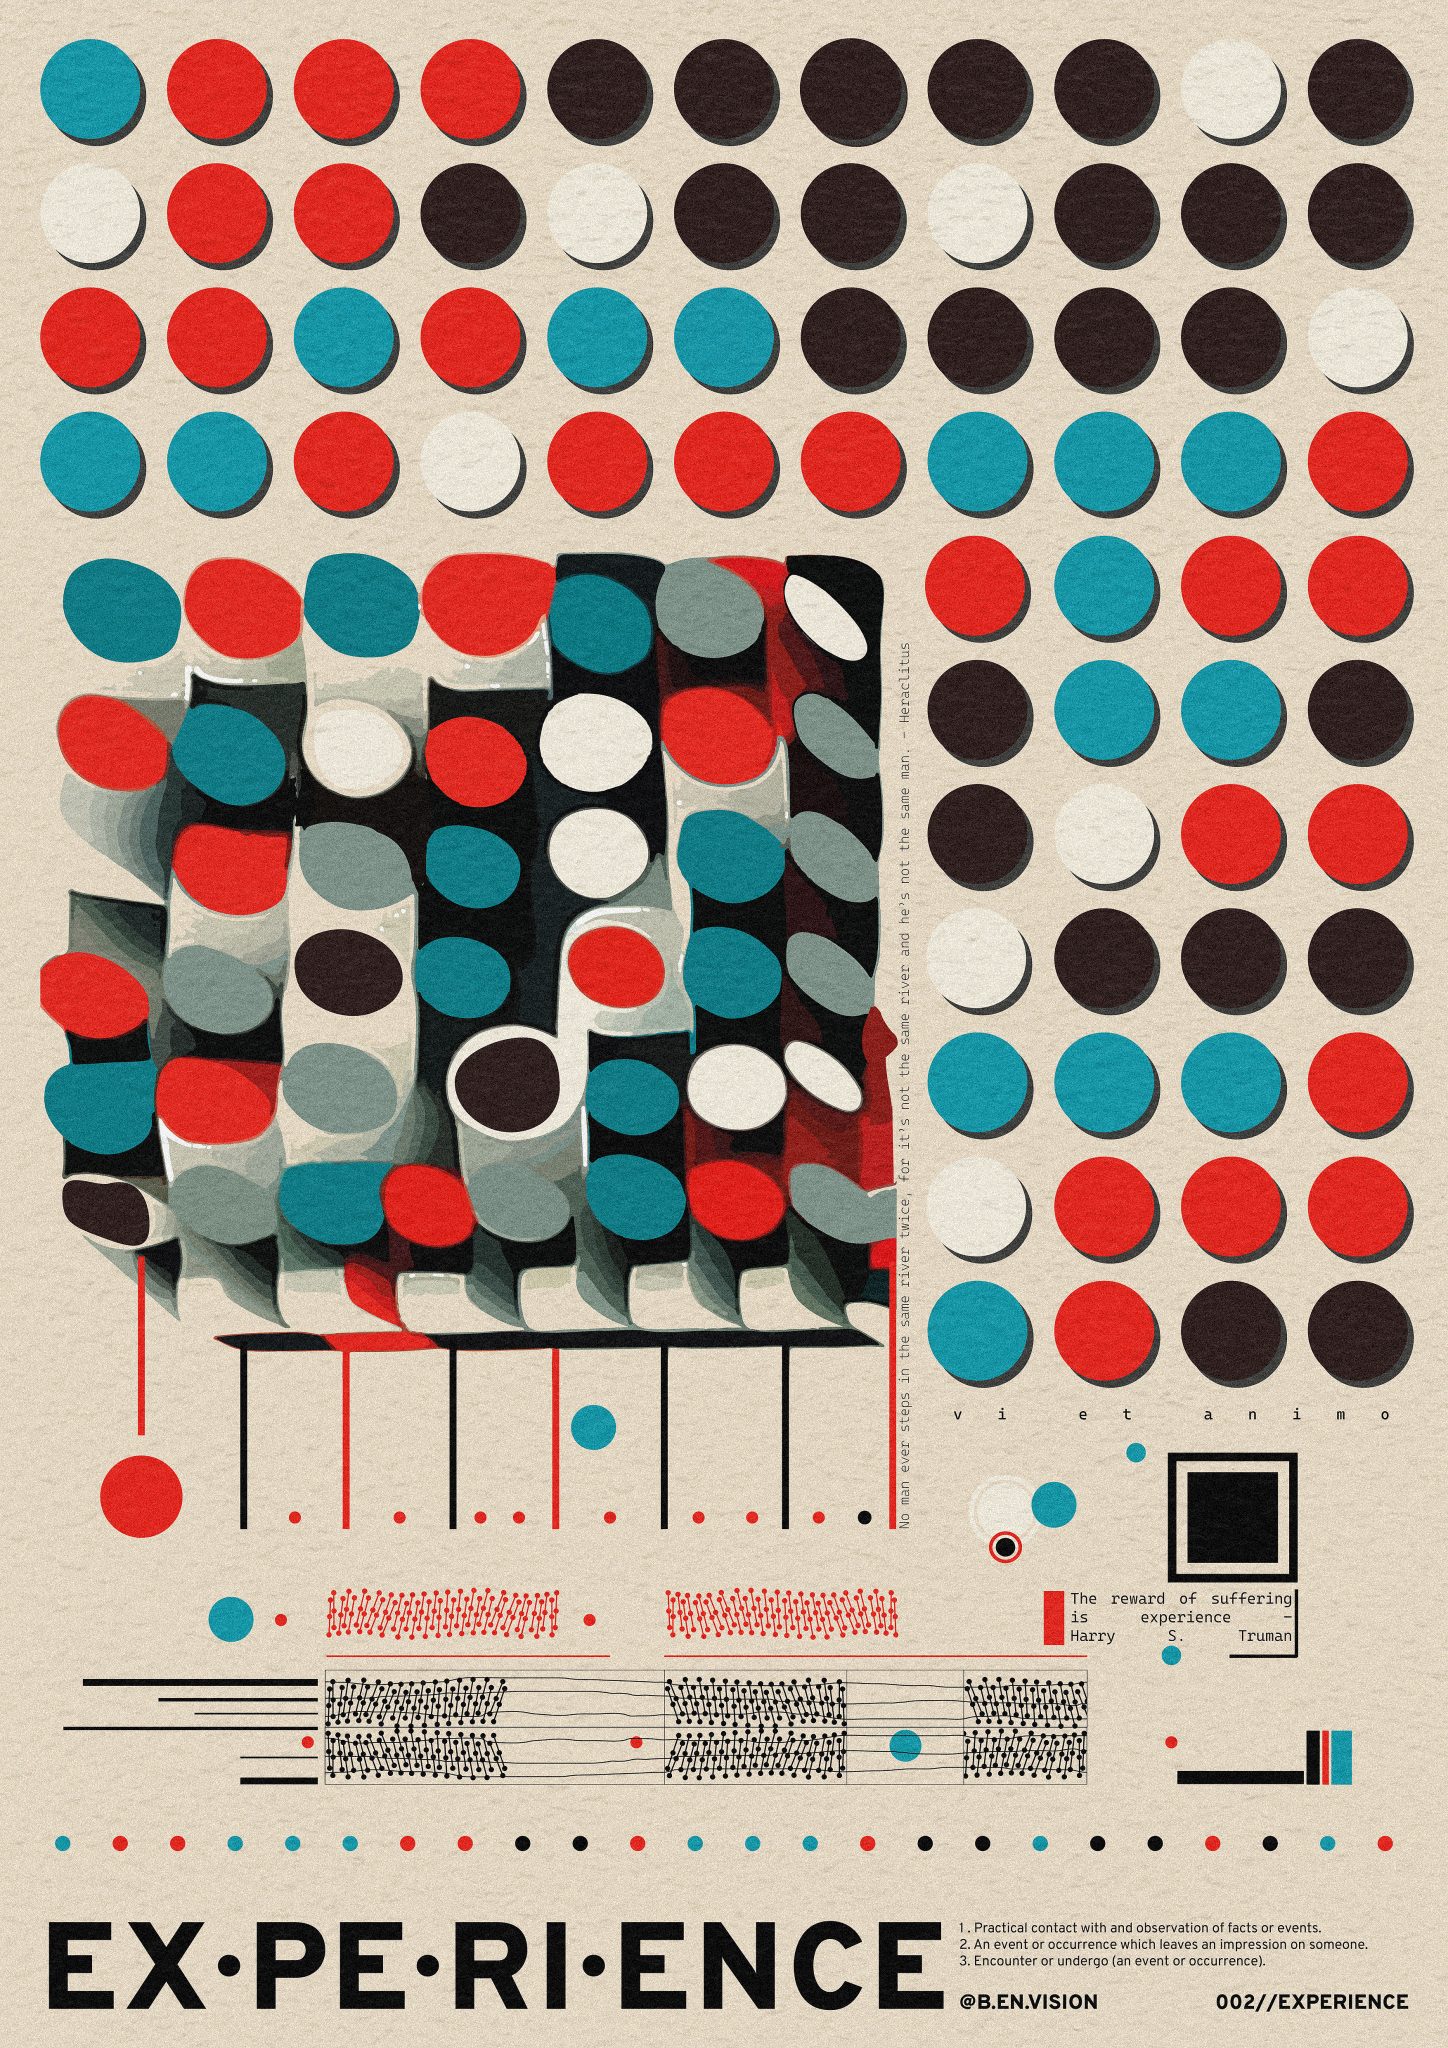 No man ever steps in the same river twice, for it's not the same river and he's not the same man. – Heraclitus
vi et animo
The reward of suffering
is experience –
Harry S. Truman
EX•PE•RI•ENCE
1. Practical contact with and observation of facts or events.
2. An event or occurrence which leaves an impression on someone.
3. Encounter or undergo (an event or occurrence).
@B.EN.VISION
002//EXPERIENCE